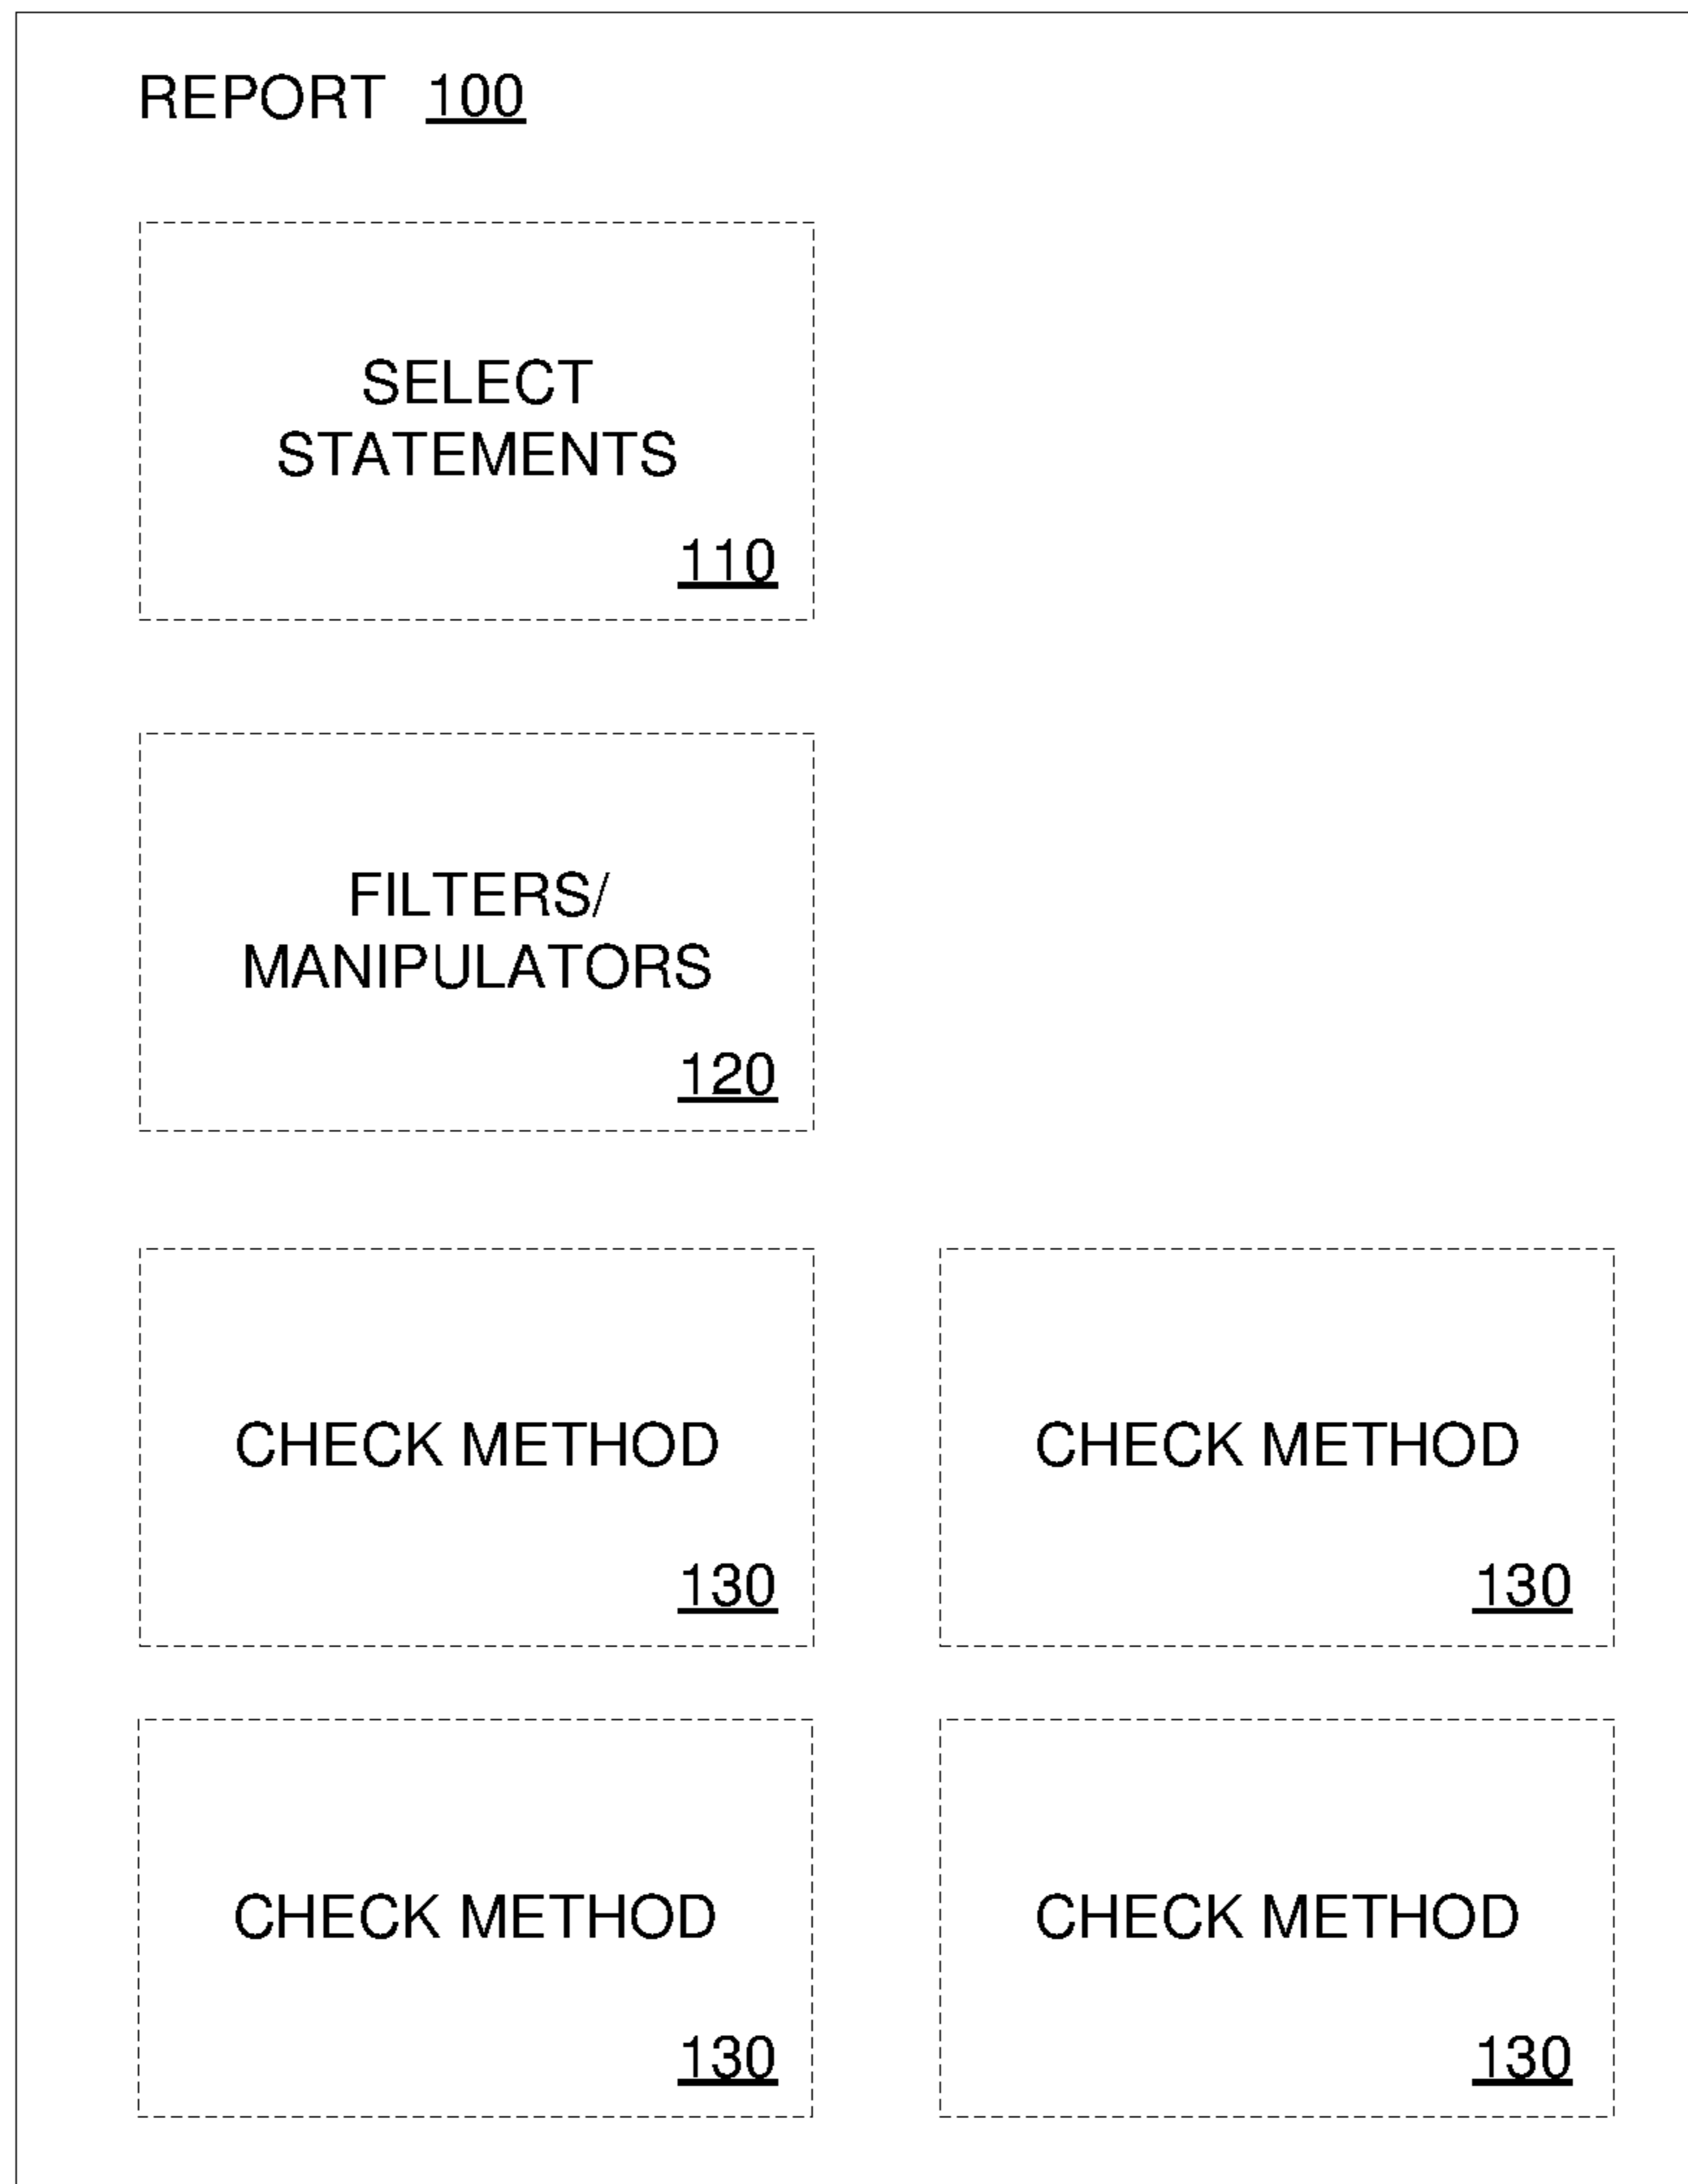 REPORT 100
SELECT
STATEMENTS
110
FILTERS/
MANIPULATORS
120
CHECK METHOD
130
CHECK METHOD
130
CHECK METHOD
130
CHECK METHOD
130